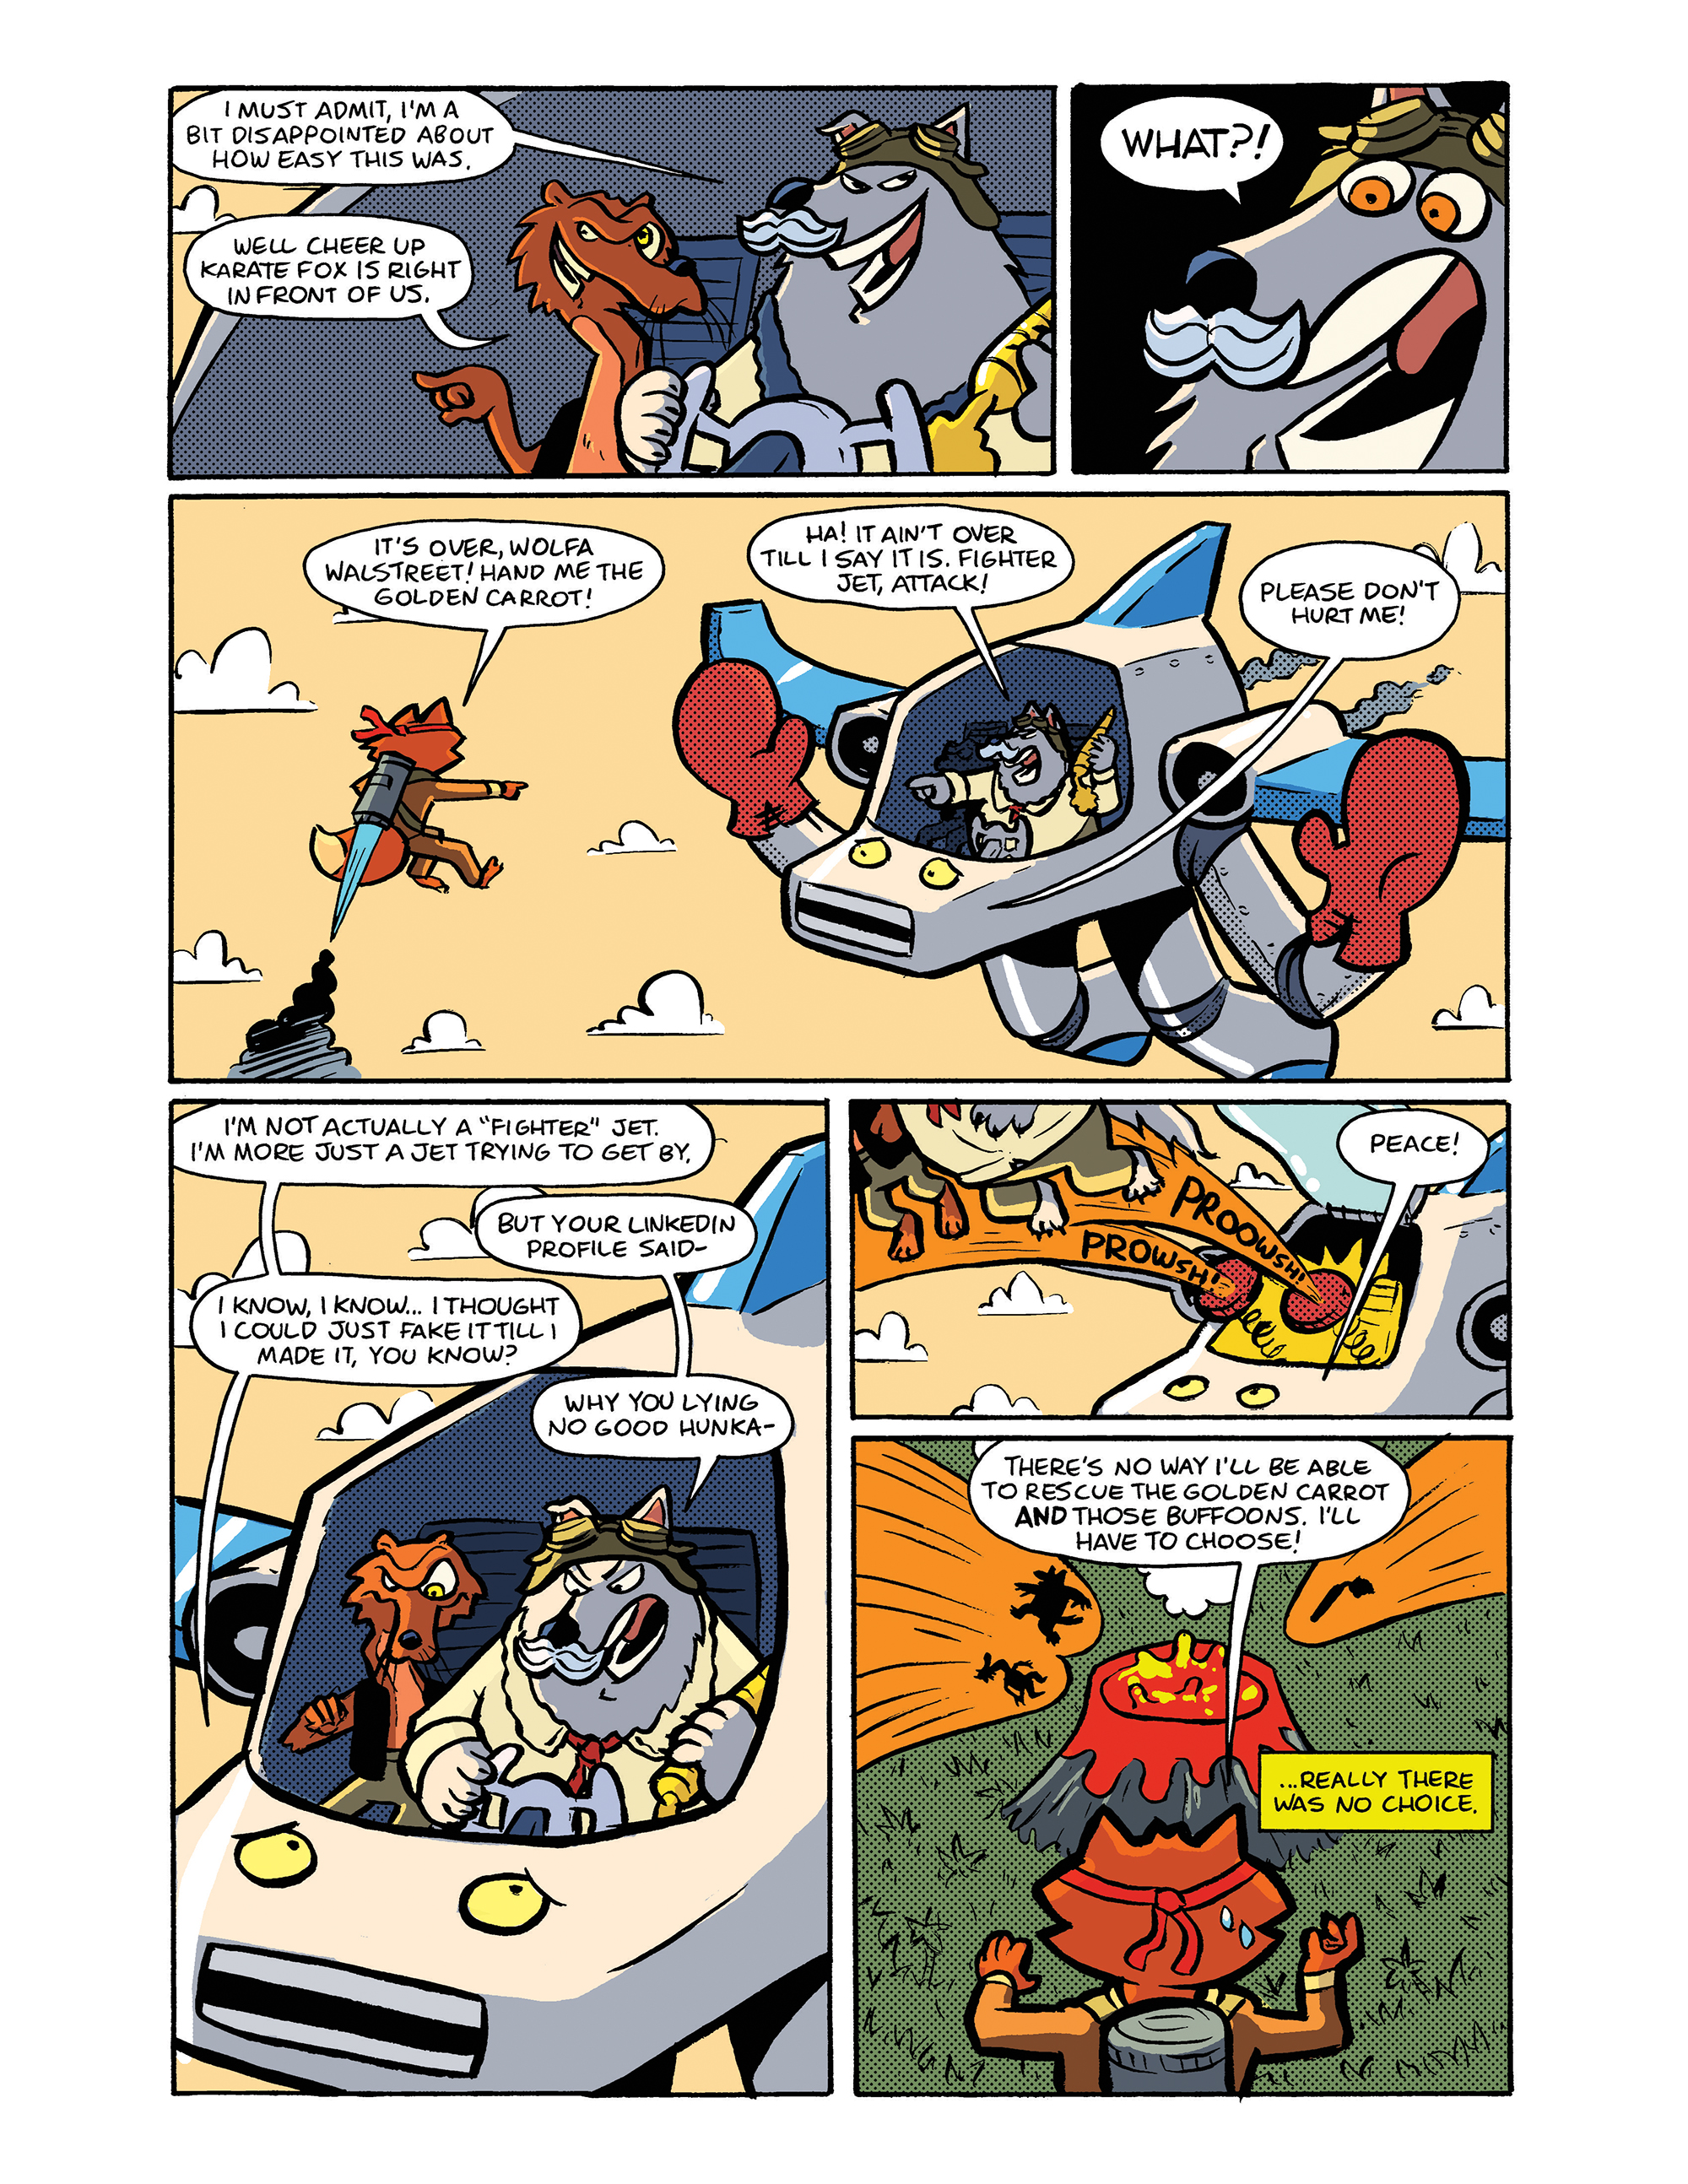 I MUST ADMIT, I'M A
BIT DISAPPOINTED ABOUT
HOW EASY THIS WAS.
WELL CHEER UP
KARATE FOX IS RIGHT
IN FRONT OF US.
WHAT?!
IT'S OVER, WOLFA
WALSTREET! HAND ME THE
GOLDEN CARROT!
HA! IT AIN'T OVER
TILL I SAY IT IS. FIGHTER
JET, ATTACK!
PLEASE DON'T
HURT ME!
I'M NOT ACTUALLY A "FIGHTER" JET.
I'M MORE JUST A JET TRYING TO GET BY.
BUT YOUR LINKEDIN
PROFILE SAID-
I KNOW, I KNOW... I THOUGHT
I COULD JUST FAKE IT TILL I
MADE IT, YOU KNOW?
WHY YOU LYING
NO GOOD HUNKA-
PEACE!
PROOWSH!
PROWSH!
THERE'S NO WAY I'LL BE ABLE
TO RESCUE THE GOLDEN CARROT
AND THOSE BUFFOONS. I'LL
HAVE TO CHOOSE!
...REALLY THERE
WAS NO CHOICE.